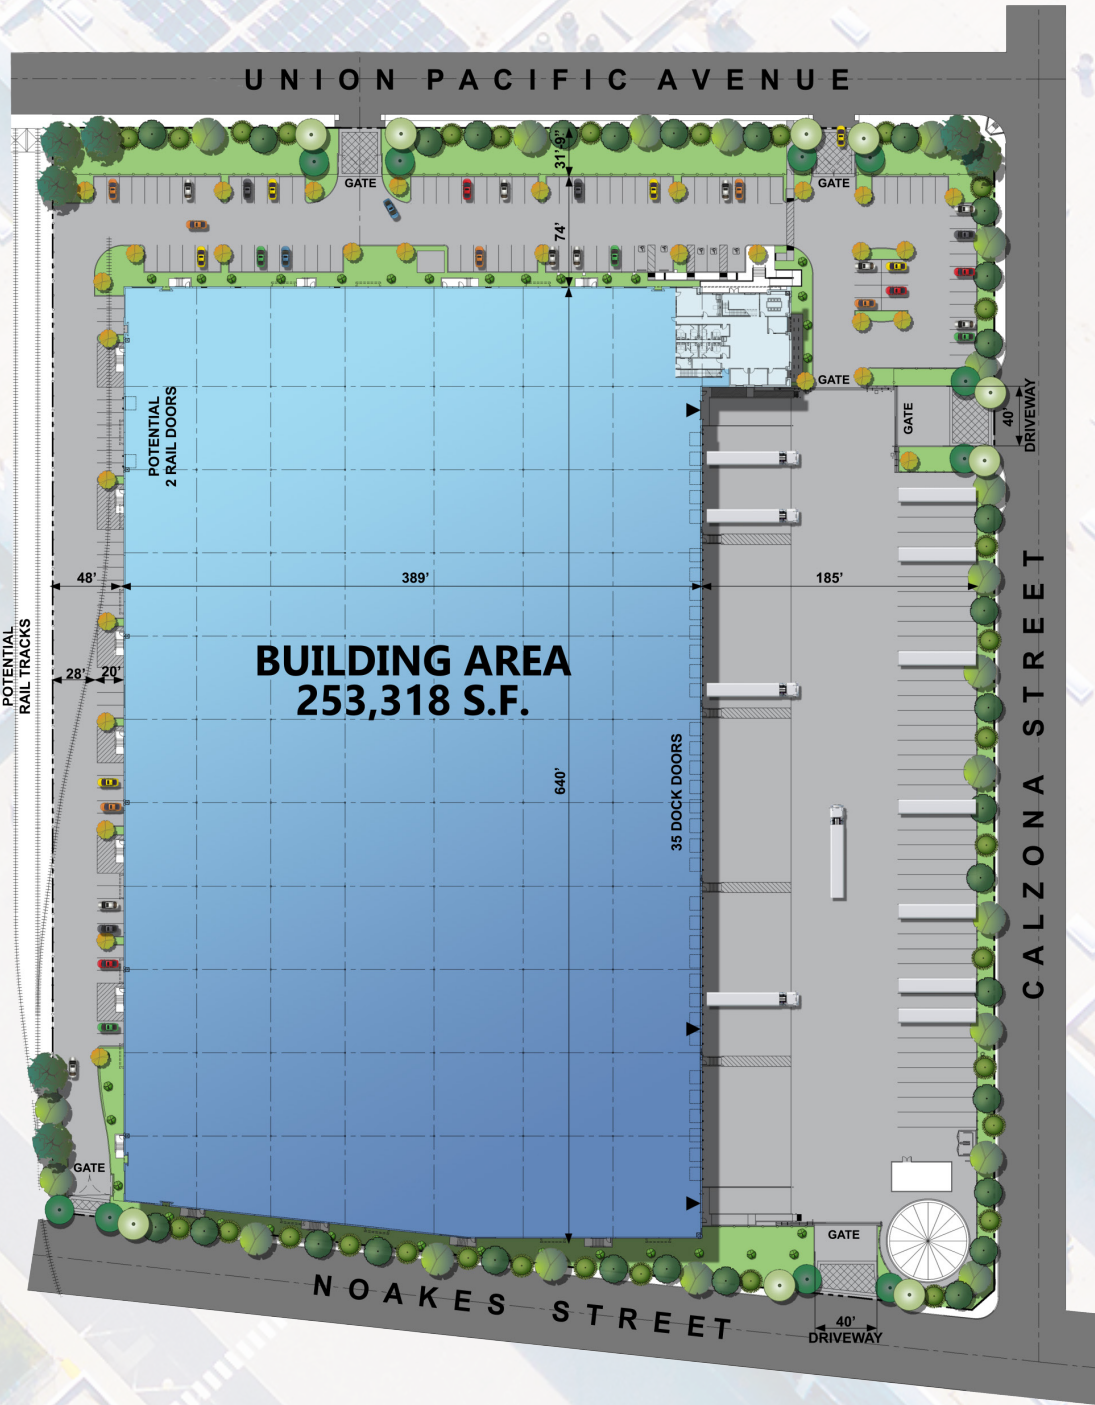 UNION PACIFIC AVENUE
31'-9"
GATE
GATE
74'
GATE
POTENTIAL
2 RAIL DOORS
GATE
40'
DRIVEWAY
48'
389'
185'
POTENTIAL
RAIL TRACKS
28'
20'
BUILDING AREA
253,318 S.F.
640'
35 DOCK DOORS
CALZONA STREET
GATE
GATE
NOAKES STREET
40'
DRIVEWAY